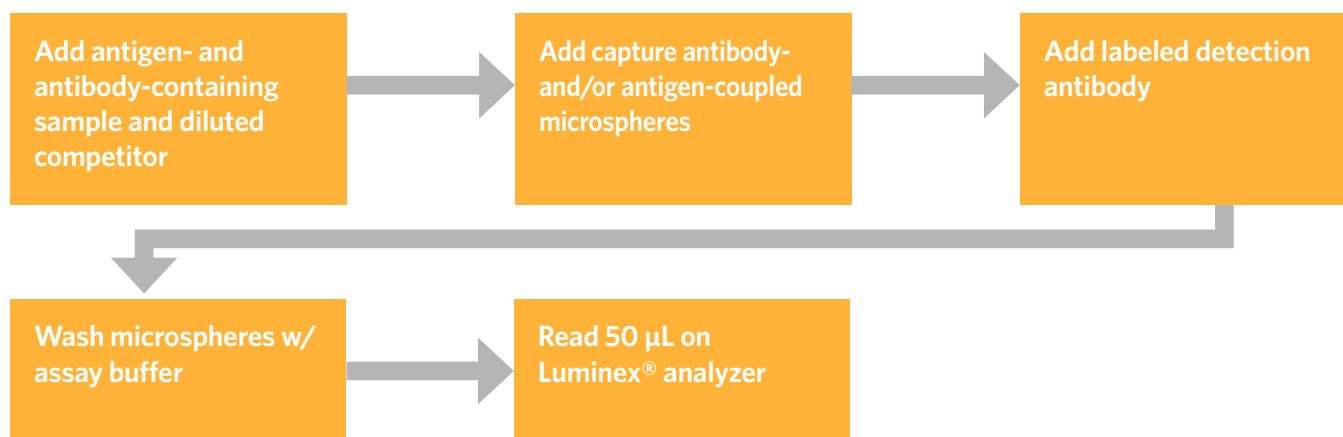 Add antigen- and
antibody-containing
sample and diluted
competitor
Add capture antibody-
and/or antigen-coupled
microspheres
Add labeled detection
antibody
Wash microspheres w/
assay buffer
Read 50 µL on
Luminex® analyzer